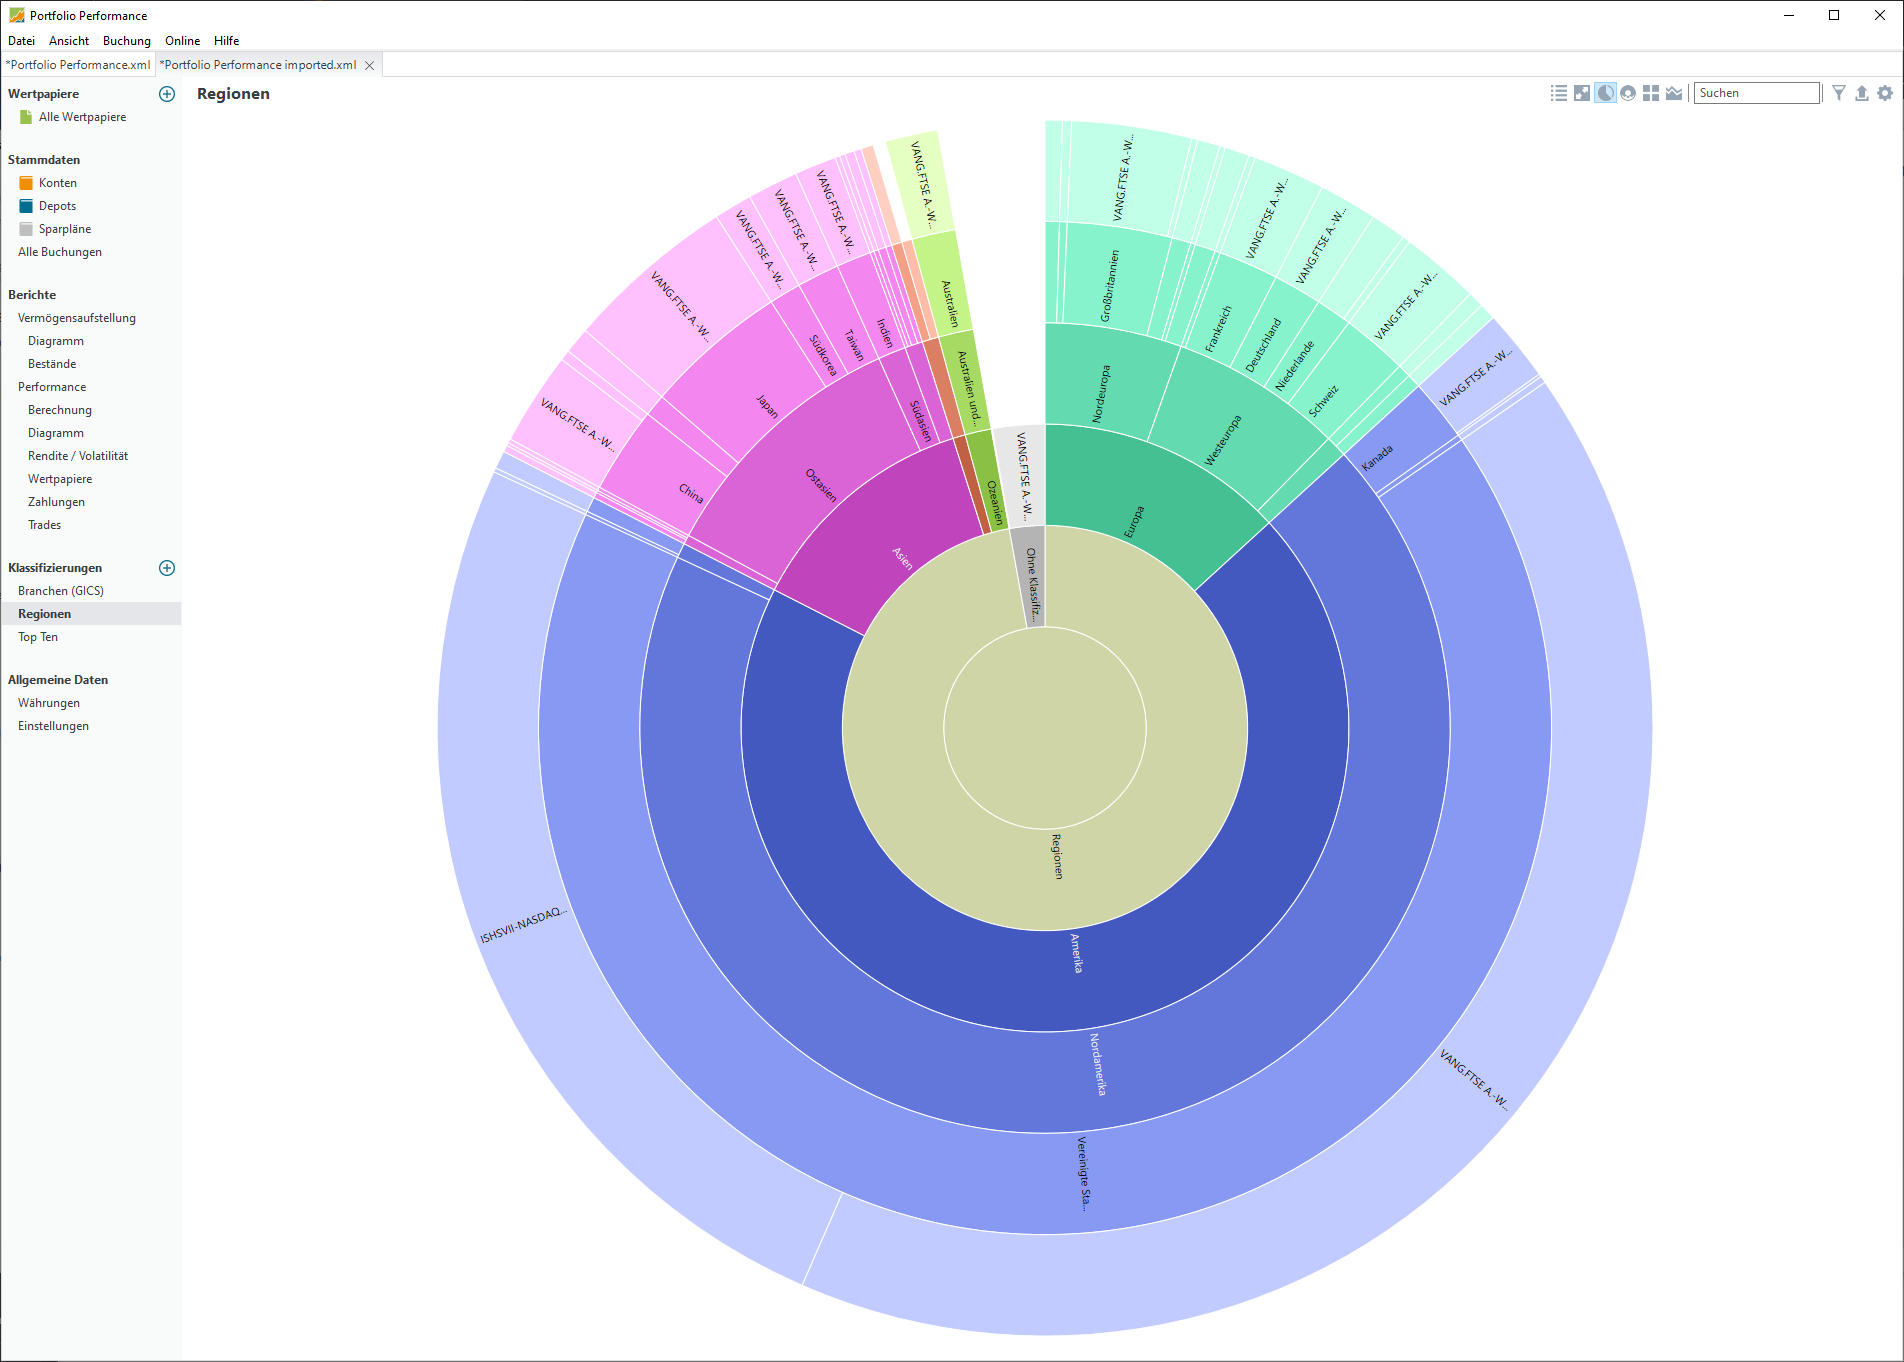 Portfolio Performance
Datei Ansicht Buchung Online Hilfe
*Portfolio Performance.xml
*Portfolio Performance imported.xml
Wertpapiere
Alle Wertpapiere
Stammdaten
Konten
Depots
Sparpläne
Alle Buchungen
Berichte
Vermögensaufstellung
Diagramm
Bestände
Performance
Berechnung
Diagramm
Rendite / Volatilität
Wertpapiere
Zahlungen
Trades
Klassifizierungen
Branchen (GICS)
Regionen
Top Ten
Allgemeine Daten
Währungen
Einstellungen
Regionen
Suchen
VANG.FTSE A.-W...
VANG.FTSE A.-W...
VANG.FTSE A.-W...
VANG.FTSE A.-W...
VANG.FTSE A.-W...
VANG.FTSE A.-W...
Großbritannien
Frankreich
Deutschland
Niederlande
Schweiz
Kanada
Nordeuropa
Westeuropa
Europa
VANG.FTSE A.-W...
VANG.FTSE A.-W...
VANG.FTSE A.-W...
VANG.FTSE A.-W...
VANG.FTSE A.-W...
VANG.FTSE A.-W...
VANG.FTSE A.-W...
Australien
Australien und...
Ozeanien
Indien
Taiwan
Südkorea
Japan
China
Südasien
Ostasien
Asien
Ohne Klassifiz...
Regionen
Amerika
Nordamerika
Vereinigte Sta...
ISHSVII-NASDAQ...
VANG.FTSE A.-W...